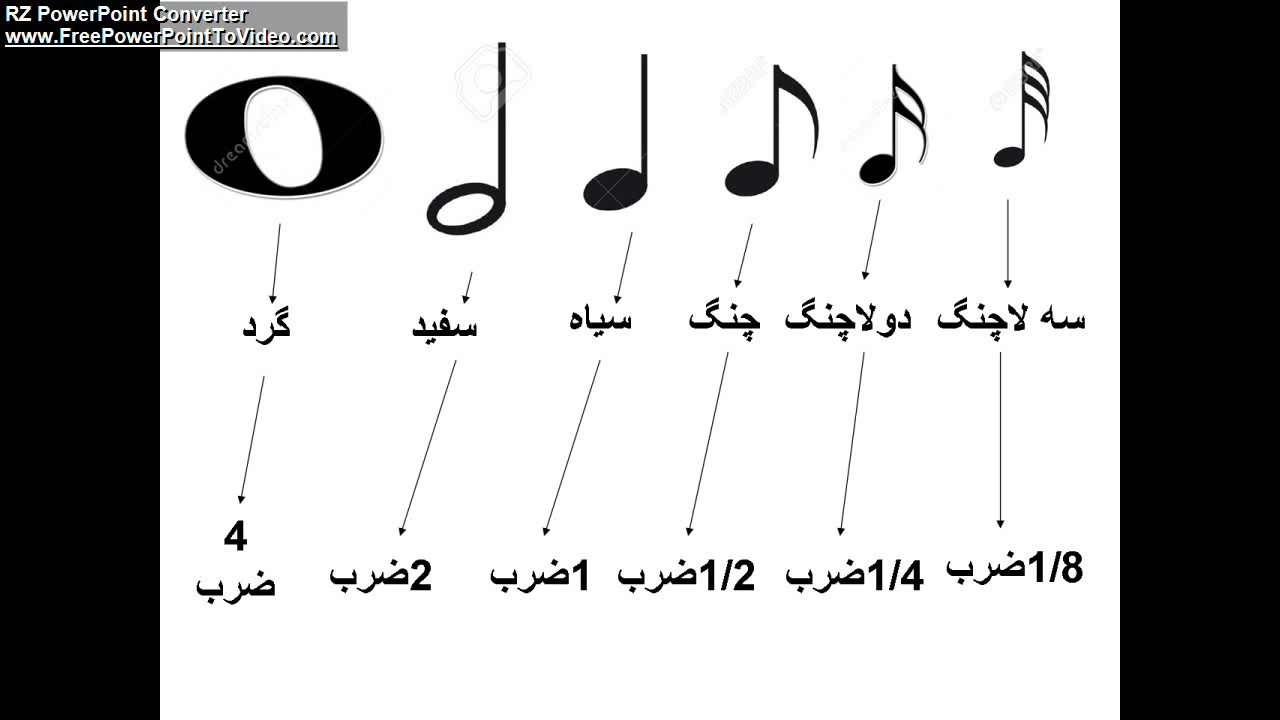 RZ PowerPoint Converter
www.FreePowerPointToVideo.com
سه لاچنگ دولاچنگ چنگ سیاه سفید گرد
1/8ضرب 1/4ضرب 1/2ضرب 1ضرب 2ضرب 4
ضرب